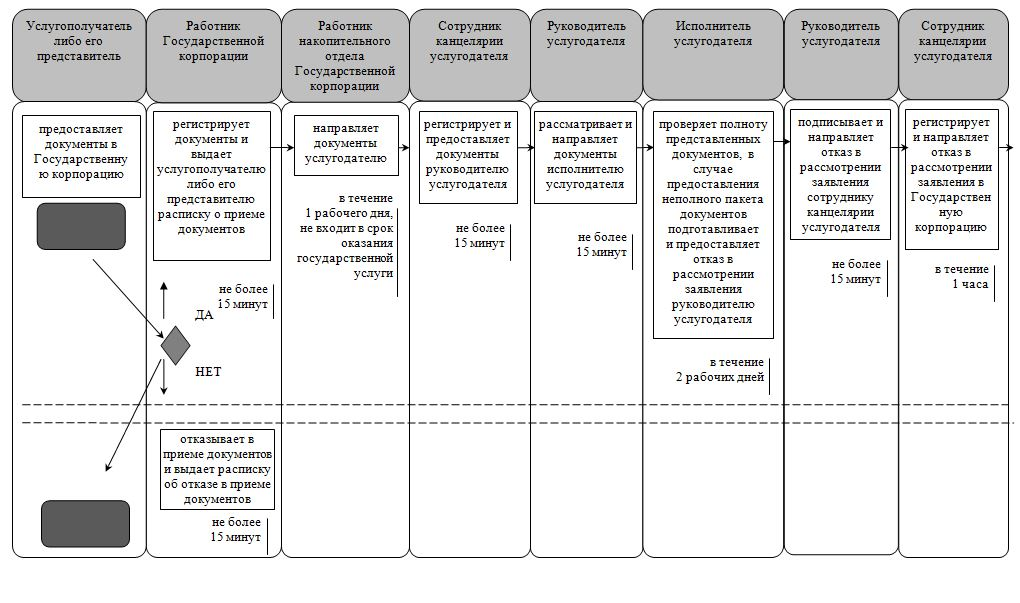 Услугополучатель
либо его
представитель
Работник
Государственной
корпорации
Работник
накопительного
отдела
Государственной
корпорации
Сотрудник
канцелярии
услугодателя
Руководитель
услугодателя
Исполнитель
услугодателя
Руководитель
услугодателя
Сотрудник
канцелярии
услугодателя
предоставляет
документы в
Государственну
ю корпорацию
регистрирует
документы и
выдает
услугополучателю
либо его
представителю
расписку о приеме
документов
не более
15 минут
ДА
НЕТ
отказывает в
приеме документов
и выдает расписку
об отказе в приеме
документов
не более
15 минут
направляет
документы
услугодателю
в течение
1 рабочего дня,
не входит в срок
оказания
государственной
услуги
регистрирует и
предоставляет
документы
руководителю
услугодателя
не более
15 минут
рассматривает и
направляет
документы
исполнителю
услугодателя
не более
15 минут
проверяет полноту
представленных
документов, в
случае
предоставления
неполного пакета
документов
подготавливает
и предоставляет
отказ в
рассмотрении
заявления
руководителю
услугодателя
в течение
2 рабочих дней
подписывает и
направляет
отказ в
рассмотрении
заявления
сотруднику
канцелярии
услугодателя
не более
15 минут
регистрирует
и направляет
отказ в
рассмотрении
заявления в
Государствен
ную
корпорацию
в течение
1 часа